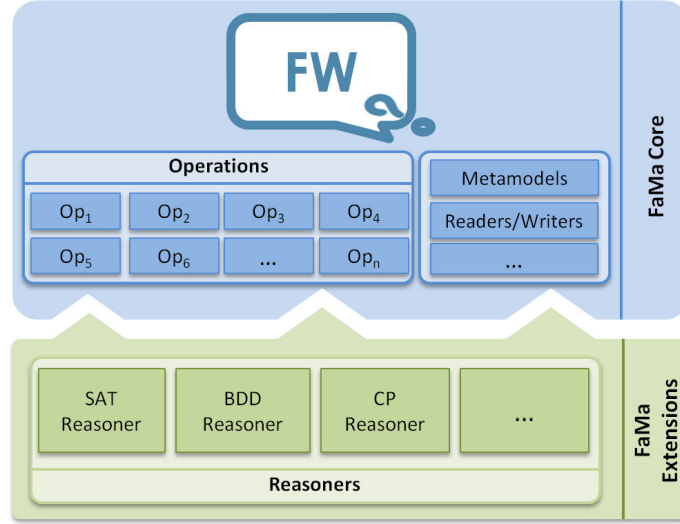 FW
Operations
Op₁ Op₂ Op₃ Op₄
Op₅ Op₆ ... Opₙ
Metamodels
Readers/Writers
...
FaMa Core
SAT
Reasoner
BDD
Reasoner
CP
Reasoner
...
Reasoners
FaMa
Extensions